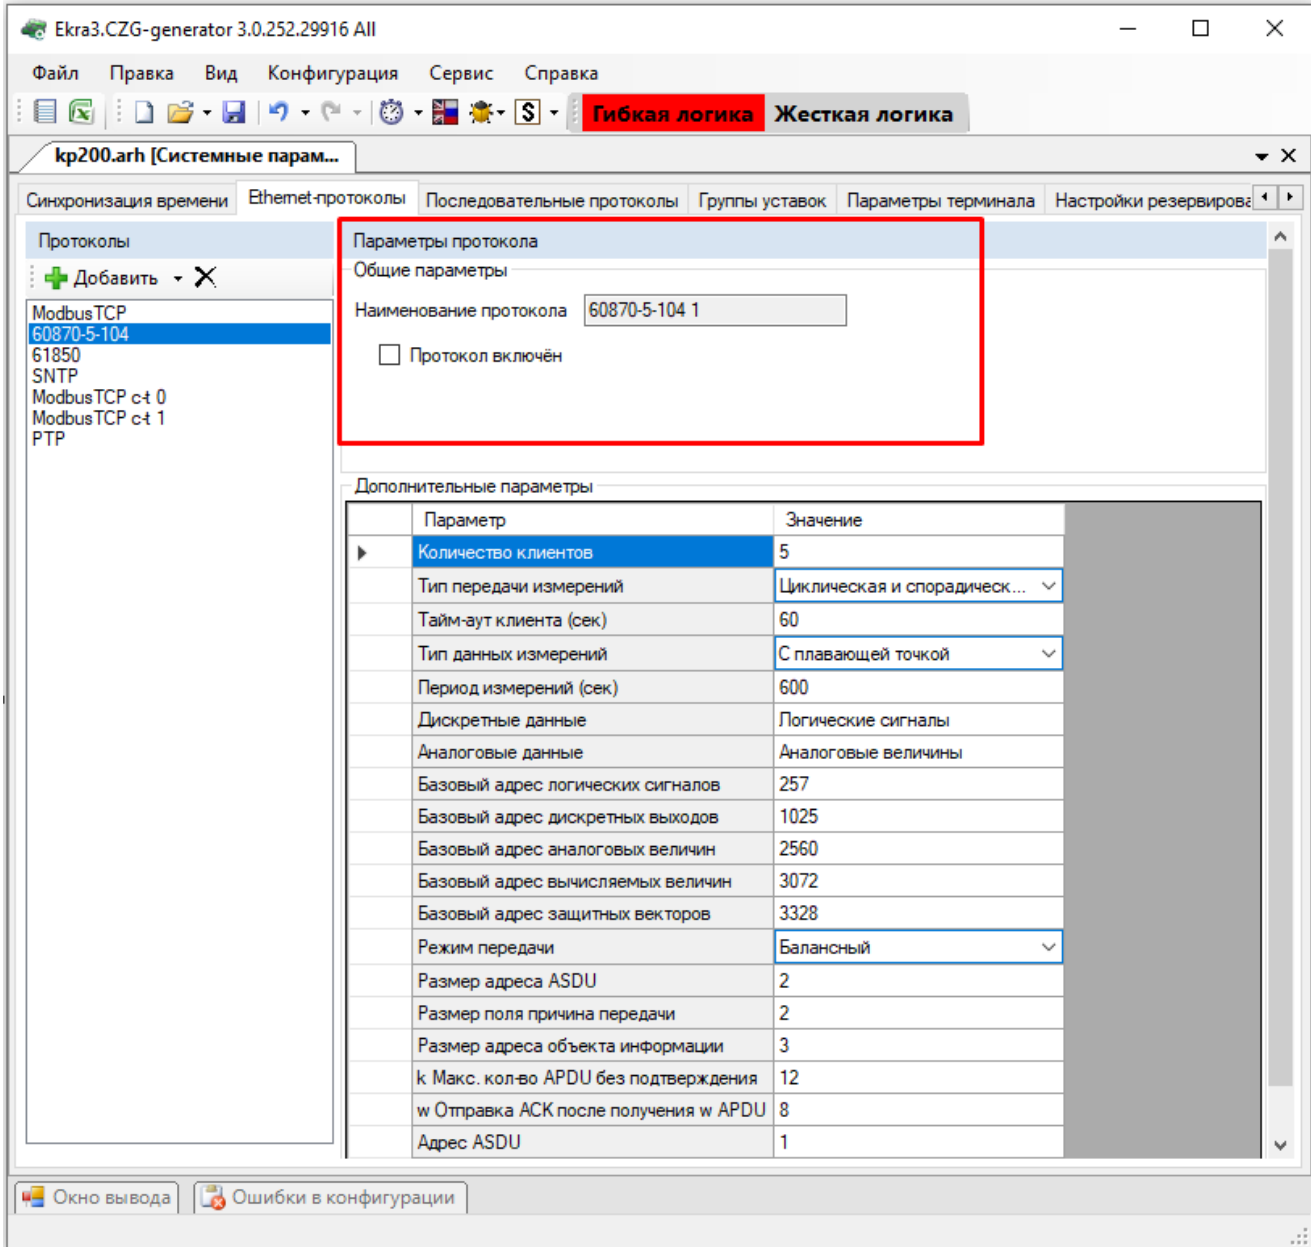 Ekra3.CZG-generator 3.0.252.29916 All
Файл Правка Вид Конфигурация Сервис Справка
S Гибкая логика Жесткая логика
kp200.arh [Системные парам...
Синхронизация времени Ethernet-протоколы Последовательные протоколы Группы уставок Параметры терминала Настройки резервирова
Протоколы
Добавить
ModbusTCP
60870-5-104
61850
SNTP
ModbusTCP c-t 0
ModbusTCP c-t 1
PTP
Параметры протокола
Общие параметры
Наименование протокола 60870-5-104 1
Протокол включён
Дополнительные параметры
Параметр Значение
Количество клиентов 5
Тип передачи измерений Циклическая и спорадическ...
Тайм-аут клиента (сек) 60
Тип данных измерений С плавающей точкой
Период измерений (сек) 600
Дискретные данные Логические сигналы
Аналоговые данные Аналоговые величины
Базовый адрес логических сигналов 257
Базовый адрес дискретных выходов 1025
Базовый адрес аналоговых величин 2560
Базовый адрес вычисляемых величин 3072
Базовый адрес защитных векторов 3328
Режим передачи Балансный
Размер адреса ASDU 2
Размер поля причина передачи 2
Размер адреса объекта информации 3
k Макс. кол-во APDU без подтверждения 12
w Отправка ACK после получения w APDU 8
Адрес ASDU 1
Окно вывода Ошибки в конфигурации